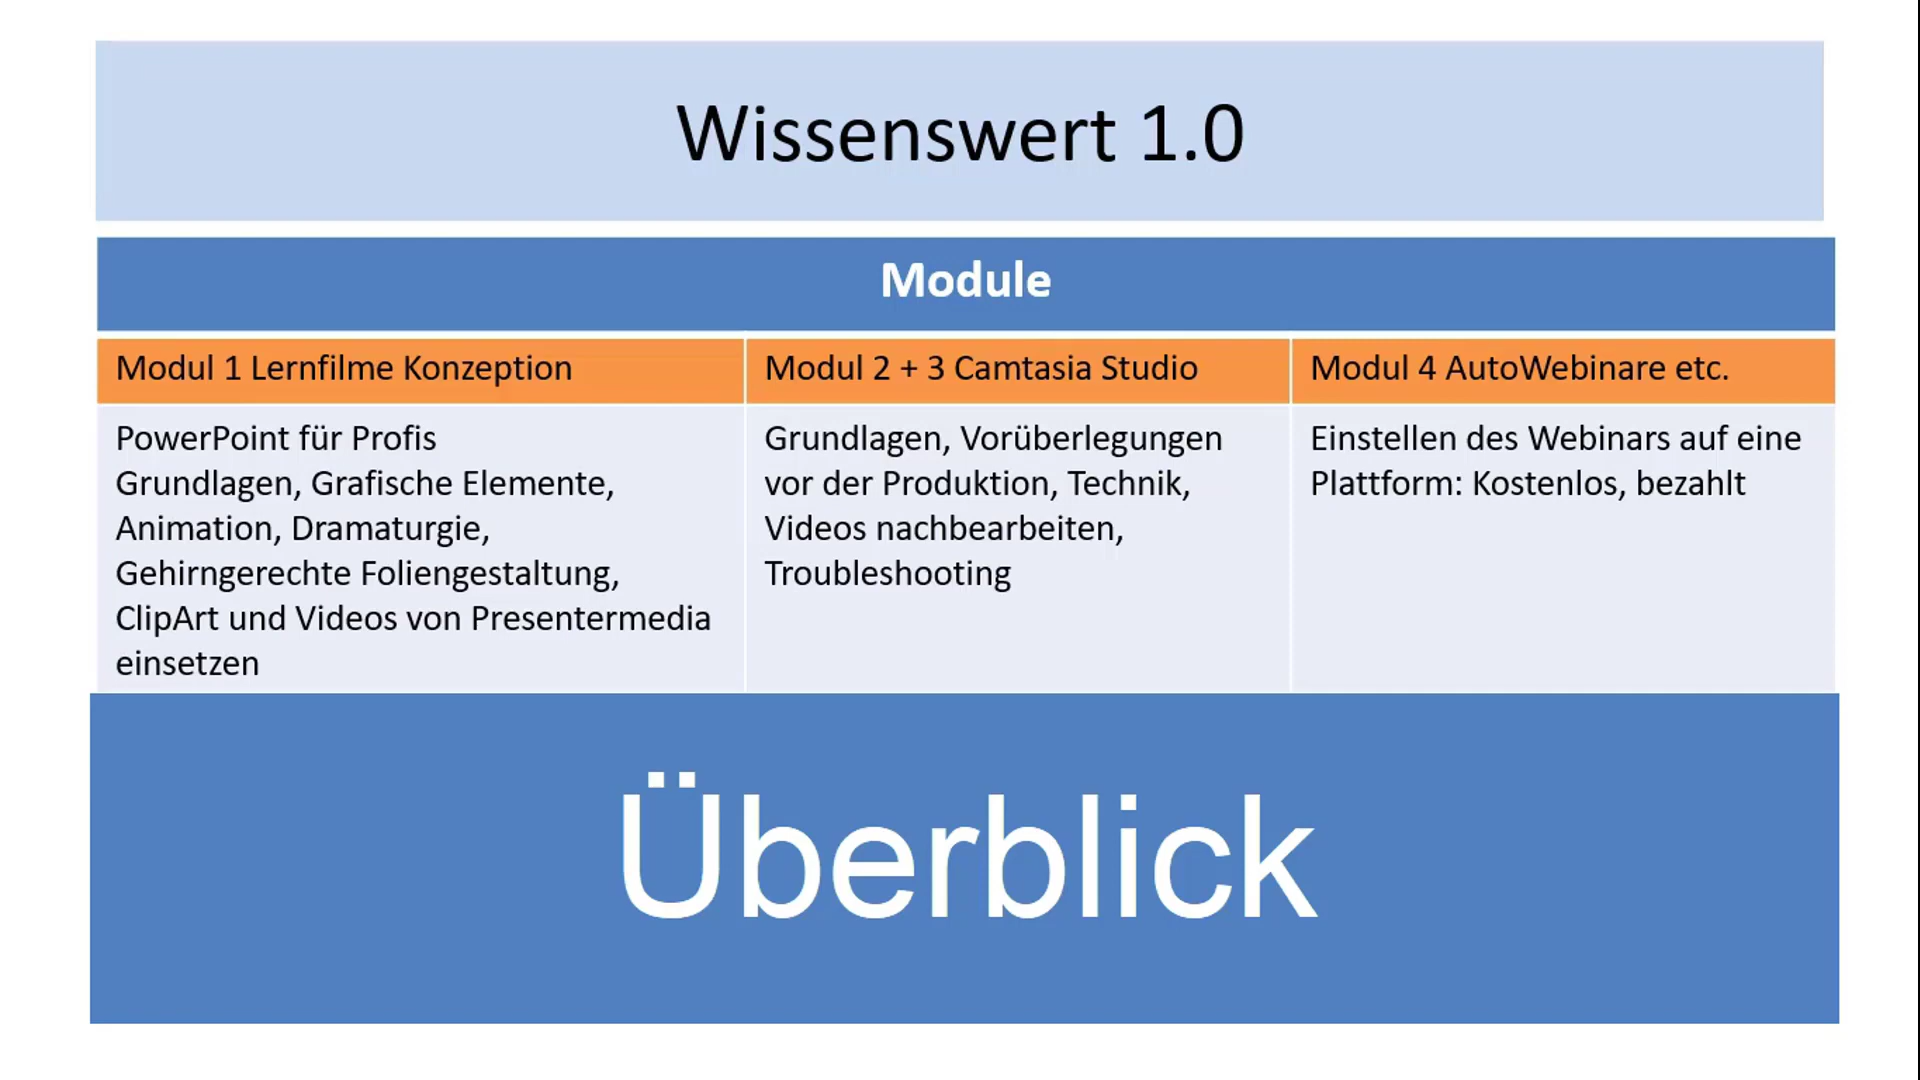 Wissenswert 1.0
Module
Modul 1 Lernfilme Konzeption
Modul 2 + 3 Camtasia Studio
Modul 4 AutoWebinare etc.
PowerPoint für Profis
Grundlagen, Grafische Elemente,
Animation, Dramaturgie,
Gehirngerechte Foliengestaltung,
ClipArt und Videos von Presentermedia
einsetzen
Grundlagen, Vorüberlegungen
vor der Produktion, Technik,
Videos nachbearbeiten,
Troubleshooting
Einstellen des Webinars auf eine
Plattform: Kostenlos, bezahlt
Überblick